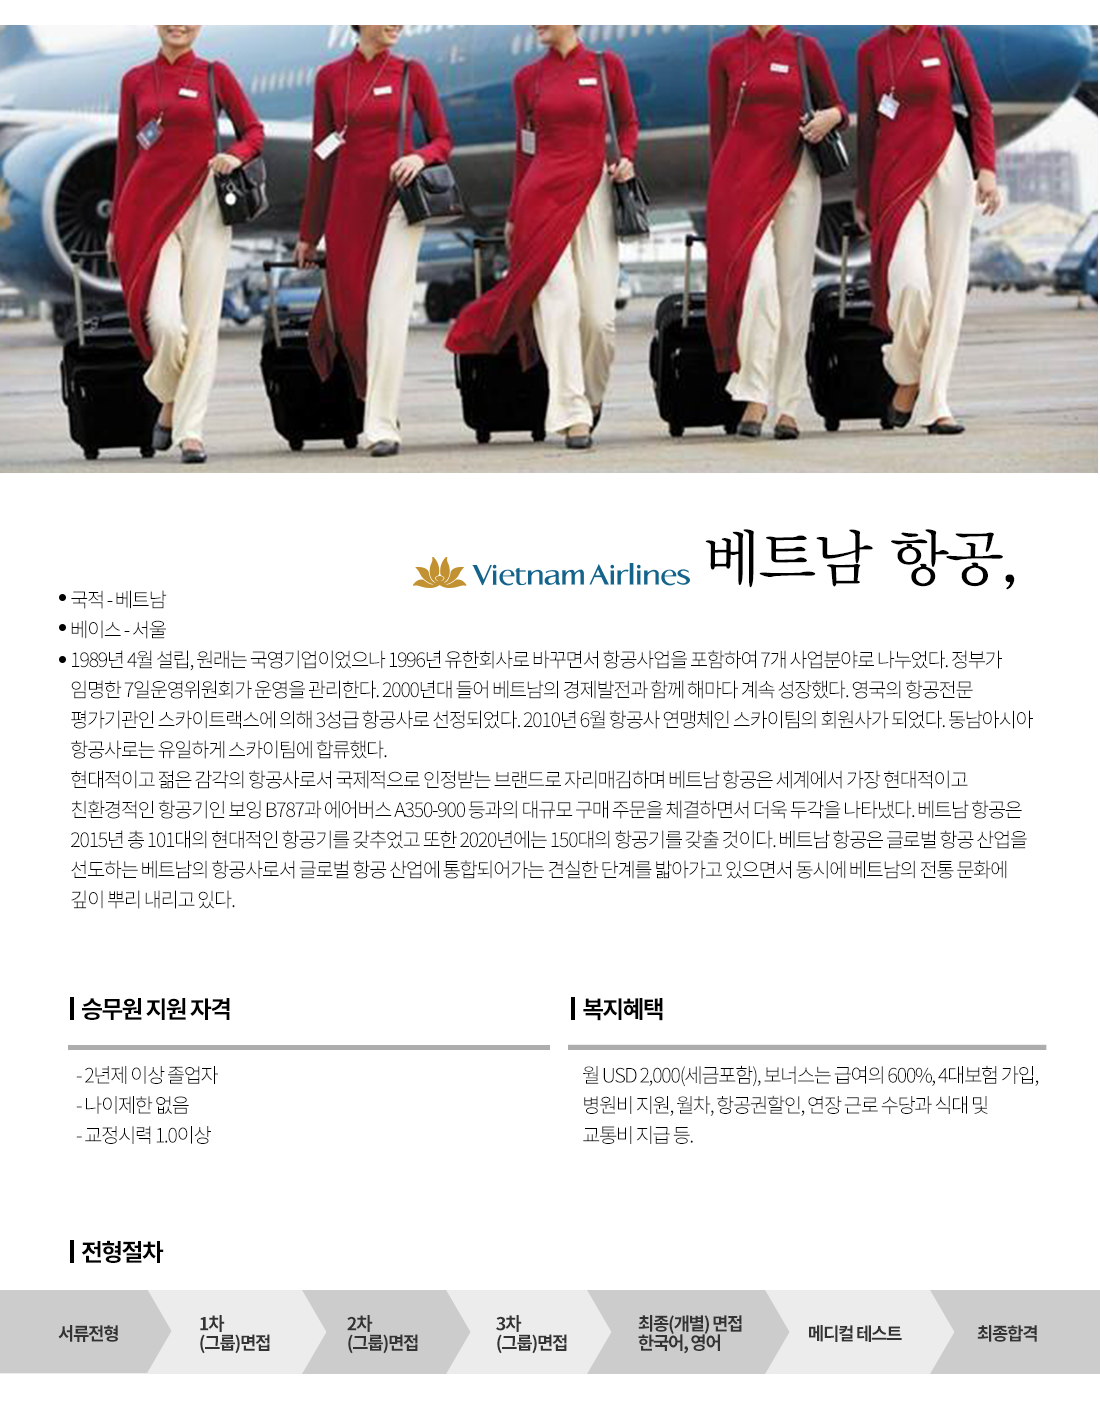 Vietnam Airlines 베트남 항공,
• 국적 - 베트남
• 베이스 - 서울
• 1989년 4월 설립, 원래는 국영기업이었으나 1996년 유한회사로 바꾸면서 항공사업을 포함하여 7개 사업분야로 나누었다. 정부가
임명한 7일운영위원회가 운영을 관리한다. 2000년대 들어 베트남의 경제발전과 함께 해마다 계속 성장했다. 영국의 항공전문
평가기관인 스카이트랙스에 의해 3성급 항공사로 선정되었다. 2010년 6월 항공사 연맹체인 스카이팀의 회원사가 되었다. 동남아시아
항공사로는 유일하게 스카이팀에 합류했다.
현대적이고 젊은 감각의 항공사로서 국제적으로 인정받는 브랜드로 자리매김하며 베트남 항공은 세계에서 가장 현대적이고
친환경적인 항공기인 보잉 B787과 에어버스 A350-900 등과의 대규모 구매 주문을 체결하면서 더욱 두각을 나타냈다. 베트남 항공은
2015년 총 101대의 현대적인 항공기를 갖추었고 또한 2020년에는 150대의 항공기를 갖출 것이다. 베트남 항공은 글로벌 항공 산업을
선도하는 베트남의 항공사로서 글로벌 항공 산업에 통합되어가는 견실한 단계를 밟아가고 있으면서 동시에 베트남의 전통 문화에
깊이 뿌리 내리고 있다.
승무원 지원 자격
- 2년제 이상 졸업자
- 나이제한 없음
- 교정시력 1.0이상
복지혜택
월 USD 2,000(세금포함), 보너스는 급여의 600%, 4대보험 가입,
병원비 지원, 월차, 항공권할인, 연장 근로 수당과 식대 및
교통비 지급 등.
전형절차
서류전형
1차
(그룹)면접
2차
(그룹)면접
3차
(그룹)면접
최종(개별) 면접
한국어, 영어
메디컬 테스트
최종합격